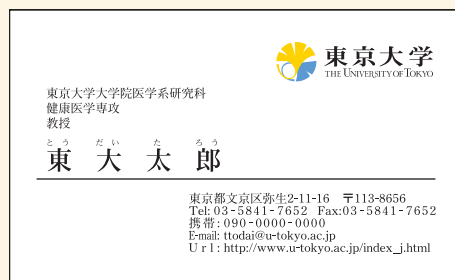 東京大学
THE UNIVERSITY OF TOKYO
東京大学大学院医学系研究科
健康医学専攻
教授
とう だい た ろう
東 大 太 郎
東京都文京区弥生2-11-16 〒113-8656
Tel: 03-5841-7652 Fax:03-5841-7652
携帯: 090-0000-0000
E-mail: ttodai@u-tokyo.ac.jp
Url: http://www.u-tokyo.ac.jp/index_j.html